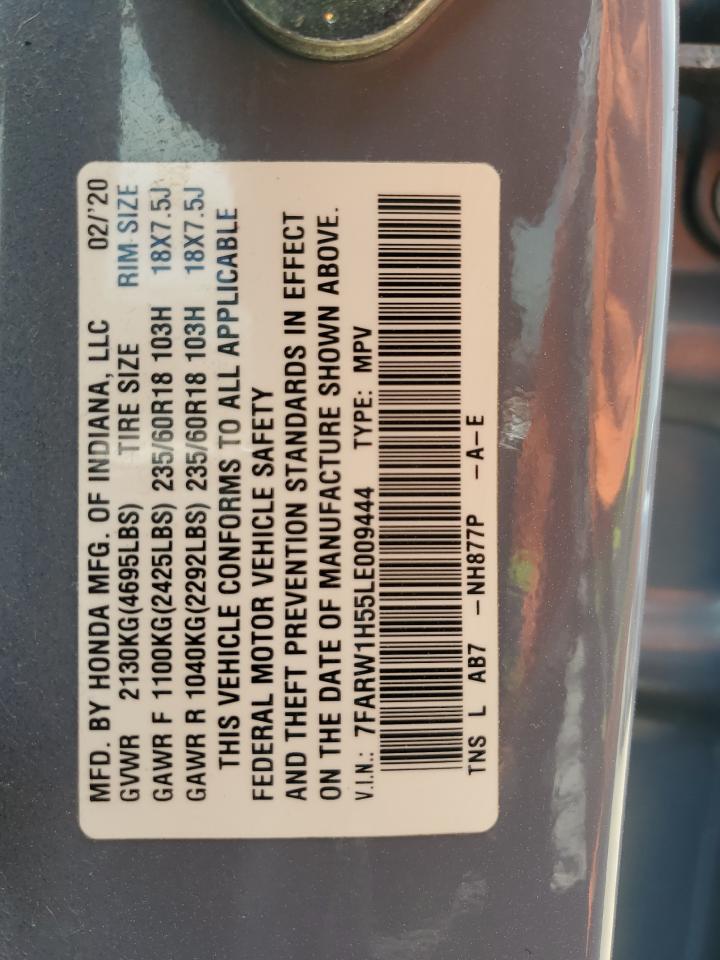 MFD. BY HONDA MFG. OF INDIANA, LLC 02/'20
GVWR 2130KG(4695LBS) TIRE SIZE RIM SIZE
GAWR F 1100KG(2425LBS) 235/60R18 103H 18X7.5J
GAWR R 1040KG(2292LBS) 235/60R18 103H 18X7.5J
THIS VEHICLE CONFORMS TO ALL APPLICABLE
FEDERAL MOTOR VEHICLE SAFETY
AND THEFT PREVENTION STANDARDS IN EFFECT
ON THE DATE OF MANUFACTURE SHOWN ABOVE.
V.I.N.: 7FARW1H55LE009444 TYPE: MPV
TNS L AB7 -NH877P -A-E